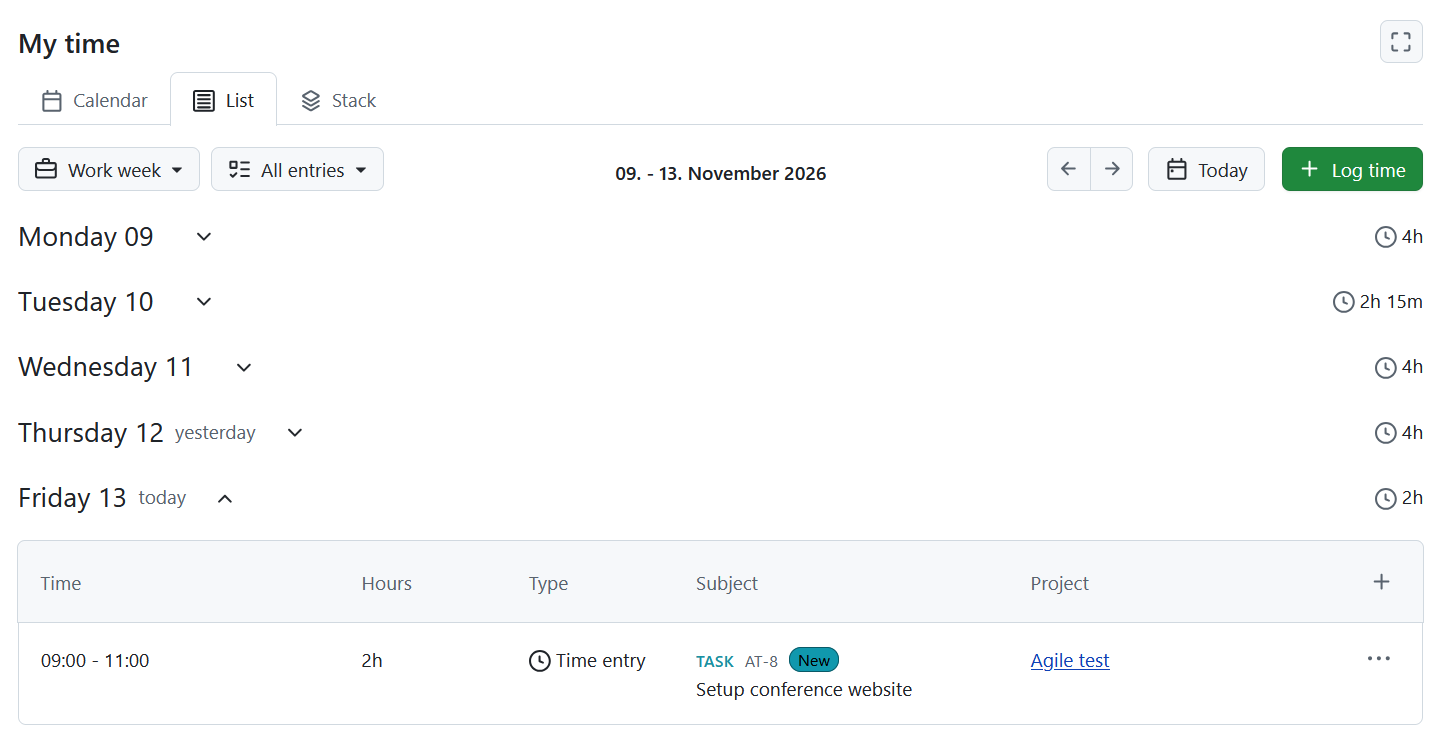 My time
Calendar List Stack
Work week All entries 09. - 13. November 2026 Today Log time
Monday 09 4h
Tuesday 10 2h 15m
Wednesday 11 4h
Thursday 12 yesterday 4h
Friday 13 today 2h
Time Hours Type Subject Project
09:00 - 11:00 2h Time entry TASK AT-8 New Agile test
Setup conference website